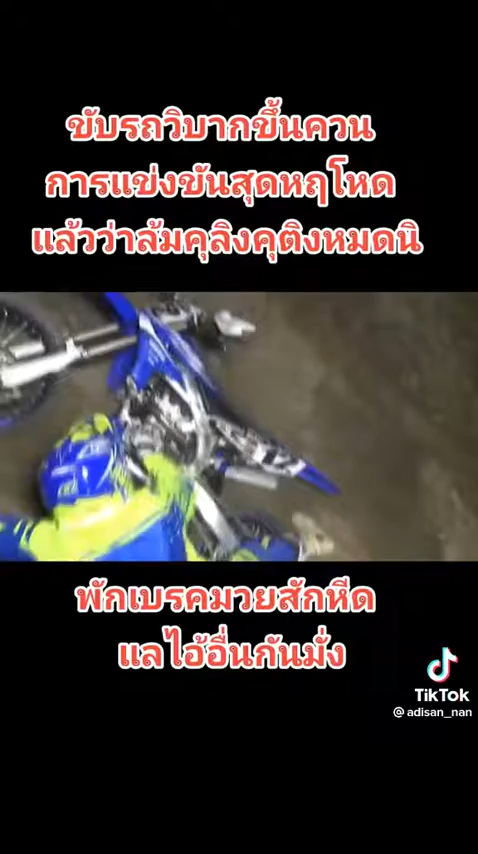 ขับรถวิบากขึ้นควน
การแข่งขันสุดหฤโหด
แล้วว่าล้มคุลิงคุติงหมดนิ
พักเบรคมวยสักหีด
แลไอ้อื่นกันมั่ง
TikTok
@adisan_nan